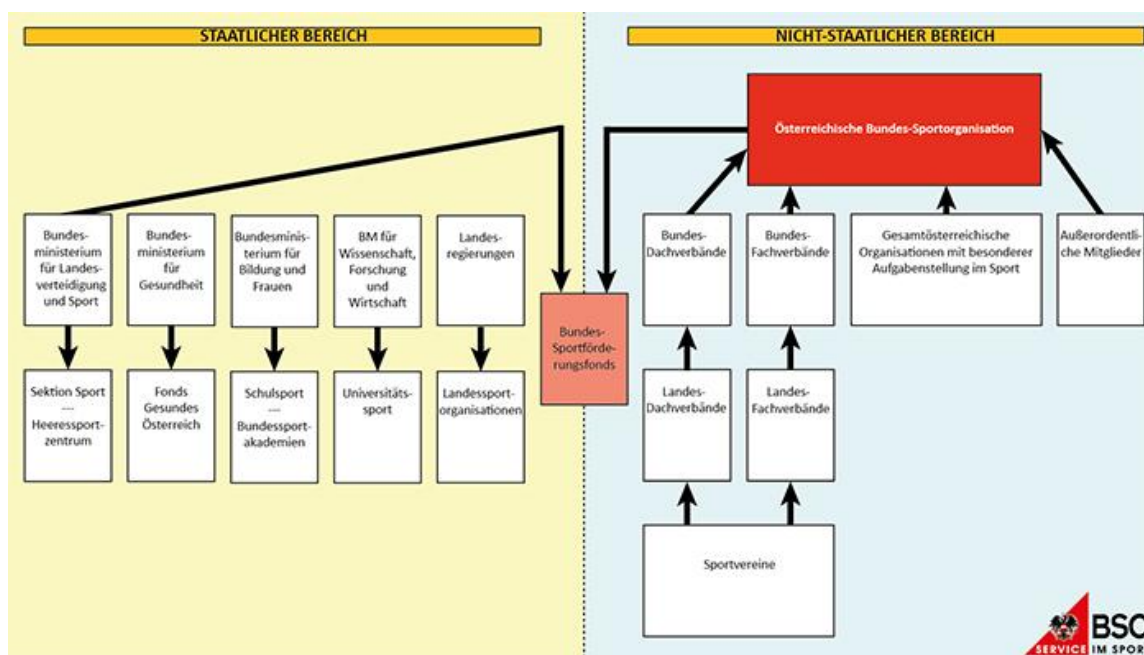 STAATLICHER BEREICH
NICHT-STAATLICHER BEREICH
Österreichische Bundes-Sportorganisation
Bundes-
ministerium
für Landes-
verteidigung
und Sport
Bundes-
ministerium
für
Gesundheit
Bundesminis-
terium für
Bildung und
Frauen
BM für
Wissenschaft,
Forschung
und
Wirtschaft
Landes-
regierungen
Bundes-
Dachverbände
Bundes-
Fachverbände
Gesamtösterreichische
Organisationen mit besonderer
Aufgabenstellung im Sport
Außerordent-
liche Mitglieder
Bundes-
Sportförde-
rungsfonds
Sektion Sport
---
Heeressport-
zentrum
Fonds
Gesundes
Österreich
Schulsport
---
Bundessport-
akademien
Universitäts-
sport
Landessport-
organisationen
Landes-
Dachverbände
Landes-
Fachverbände
Sportvereine
BSO
SERVICE IM SPOR